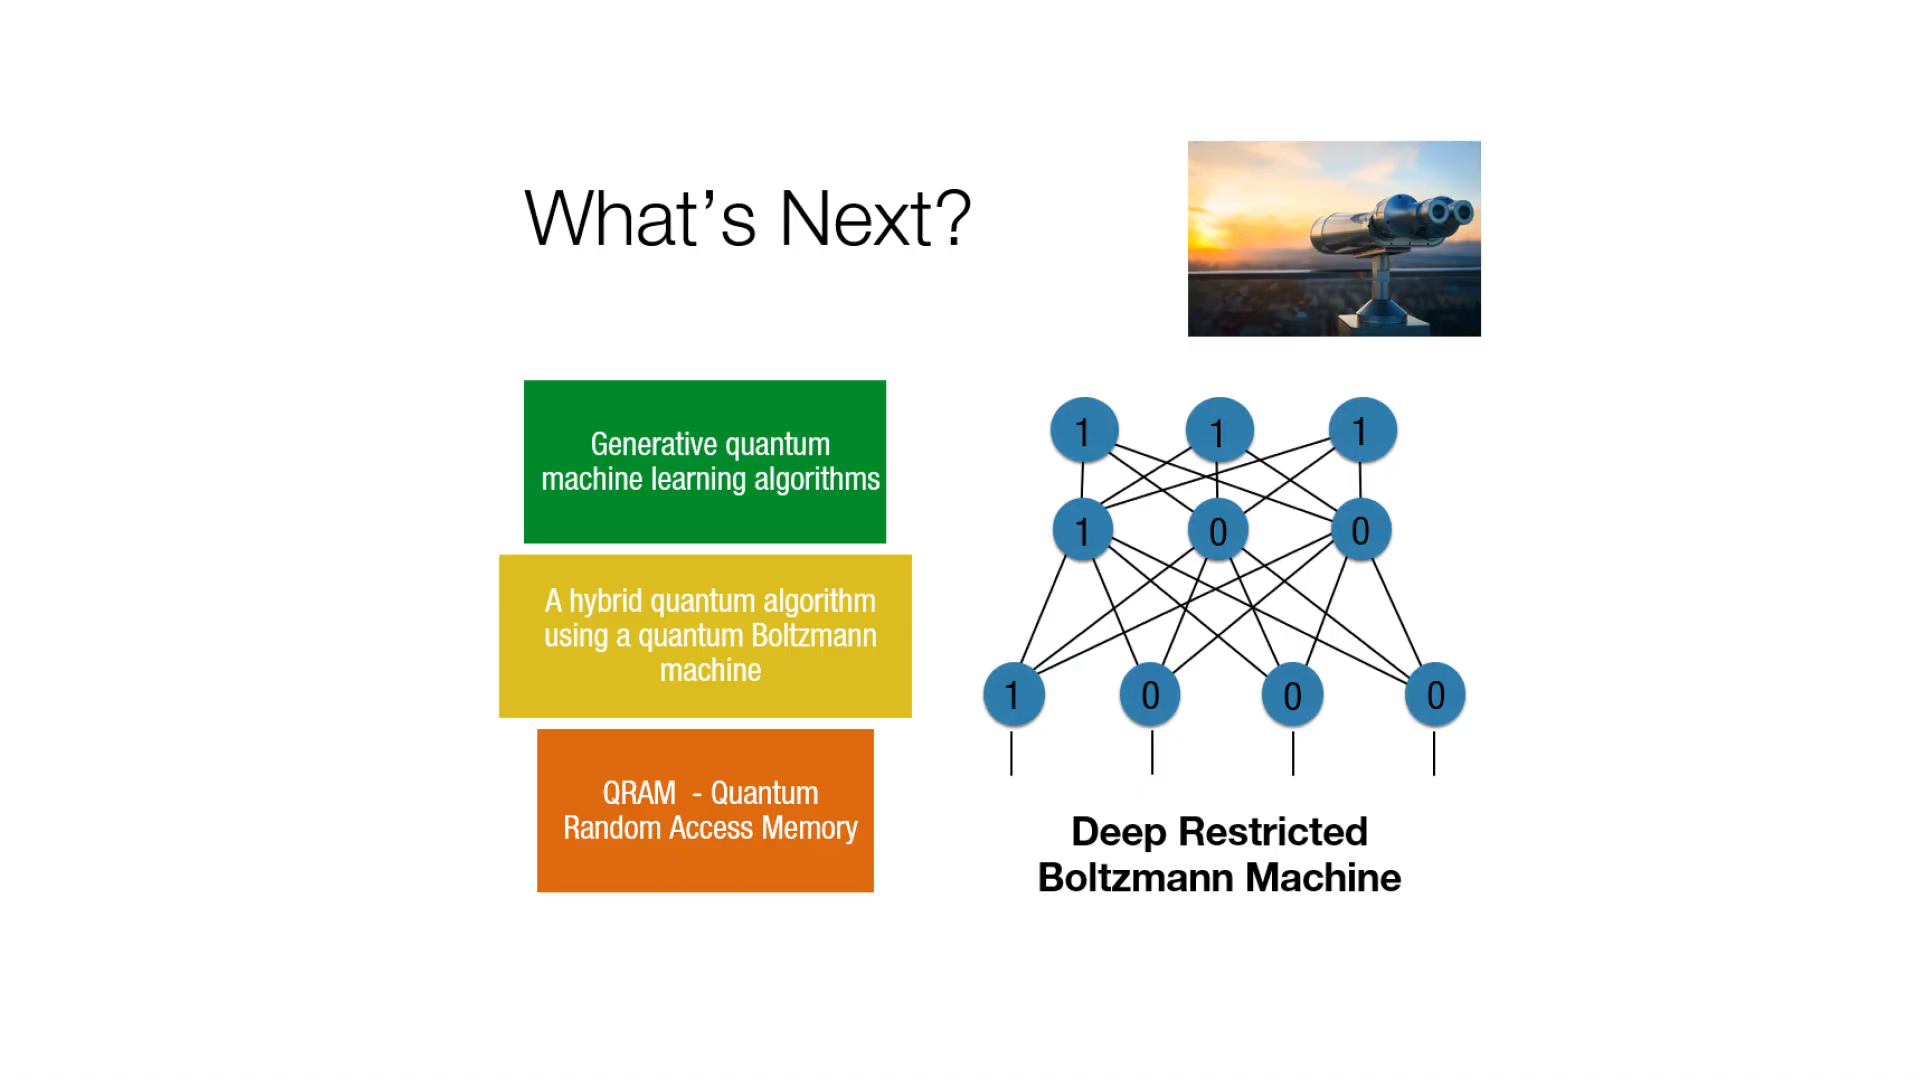 What's Next?
Generative quantum
machine learning algorithms
A hybrid quantum algorithm
using a quantum Boltzmann
machine
QRAM - Quantum
Random Access Memory
1 1 1
1 0 0
1 0 0 0
Deep Restricted
Boltzmann Machine